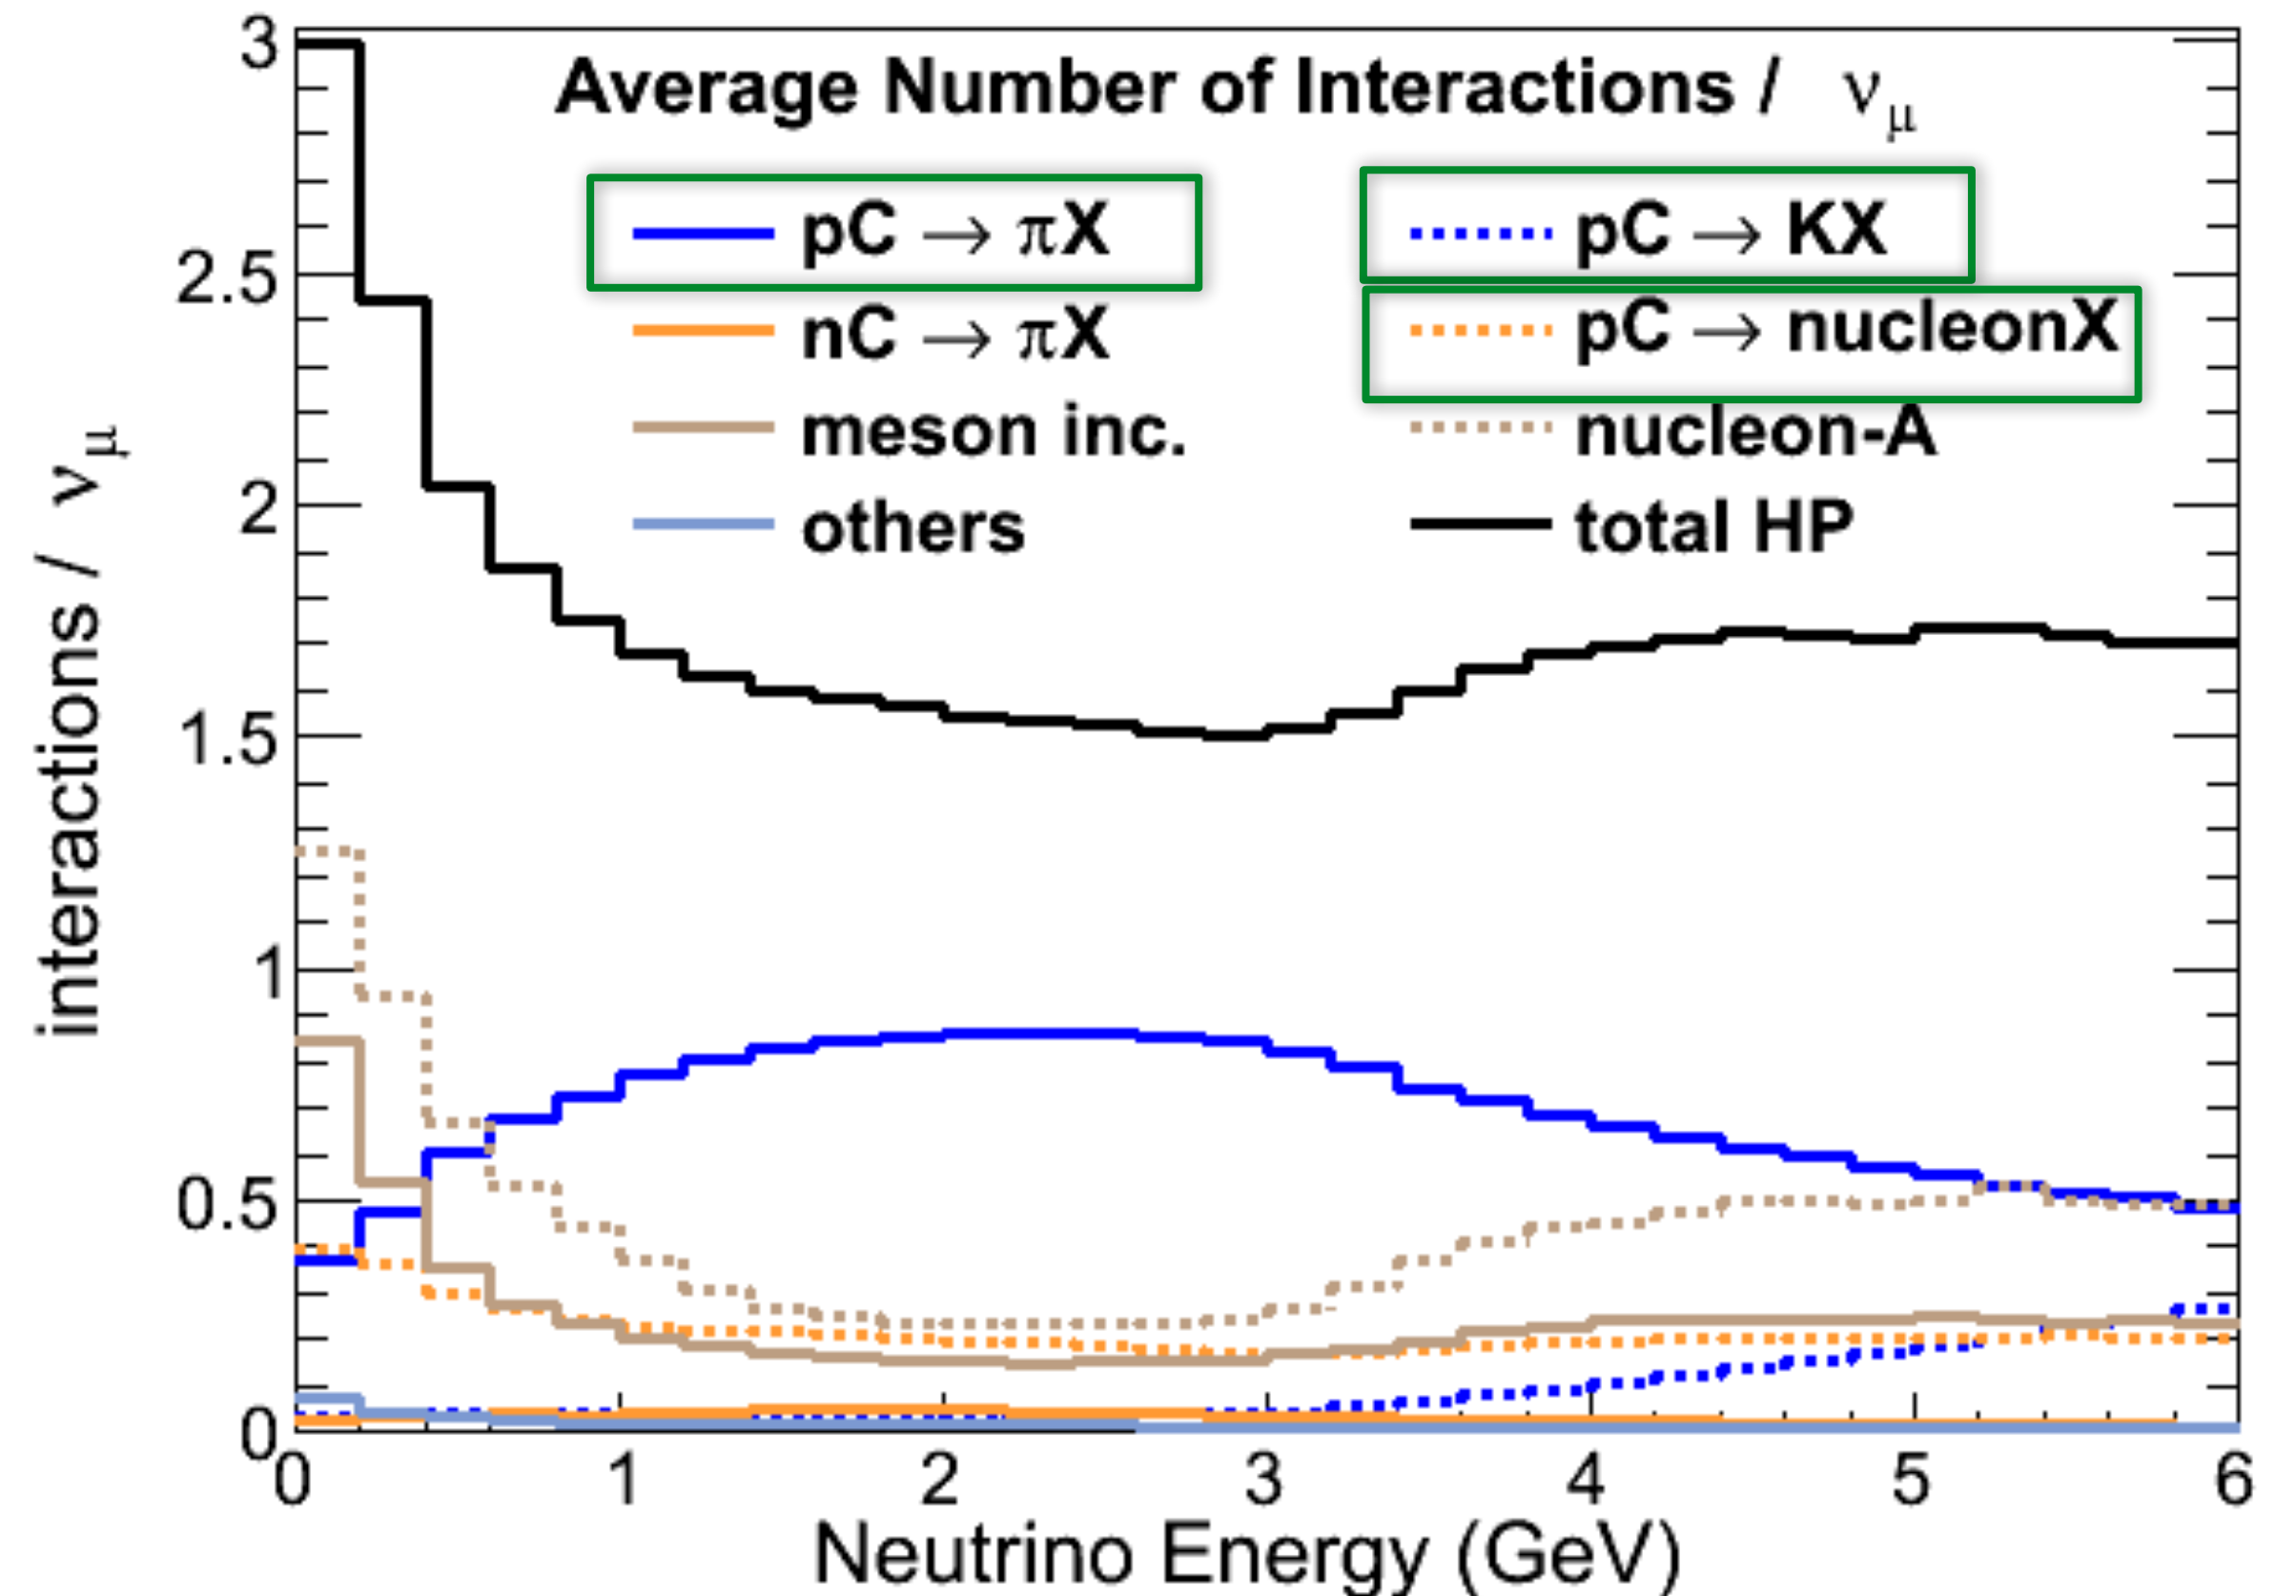 Average Number of Interactions / νμ
pC → πX
pC → KX
nC → πX
pC → nucleonX
meson inc.
nucleon-A
others
total HP
interactions / νμ
3
2.5
2
1.5
1
0.5
0
0 1 2 3 4 5 6
Neutrino Energy (GeV)